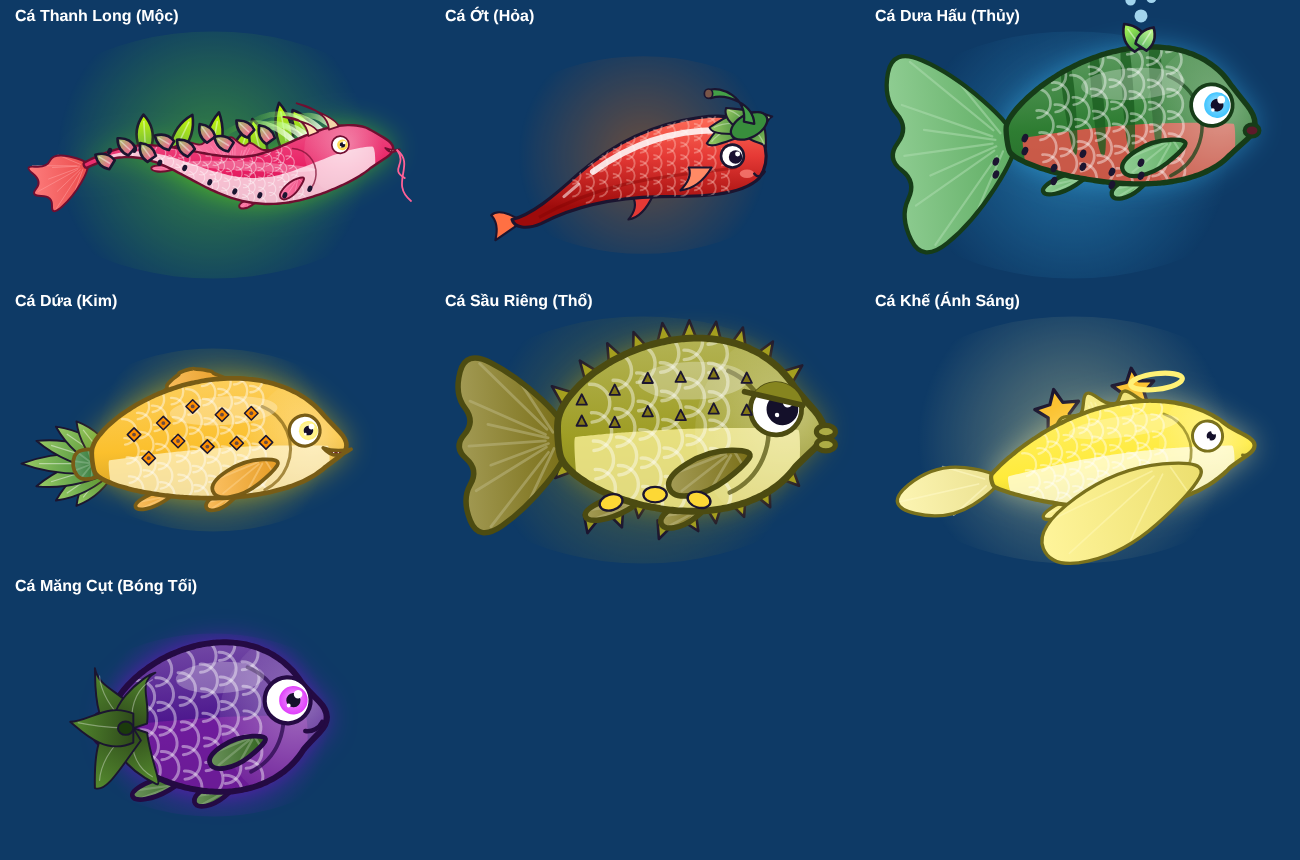 Cá Thanh Long (Mộc)
Cá Ớt (Hỏa)
Cá Dưa Hấu (Thủy)
Cá Dứa (Kim)
Cá Sầu Riêng (Thổ)
Cá Khế (Ánh Sáng)
Cá Măng Cụt (Bóng Tối)